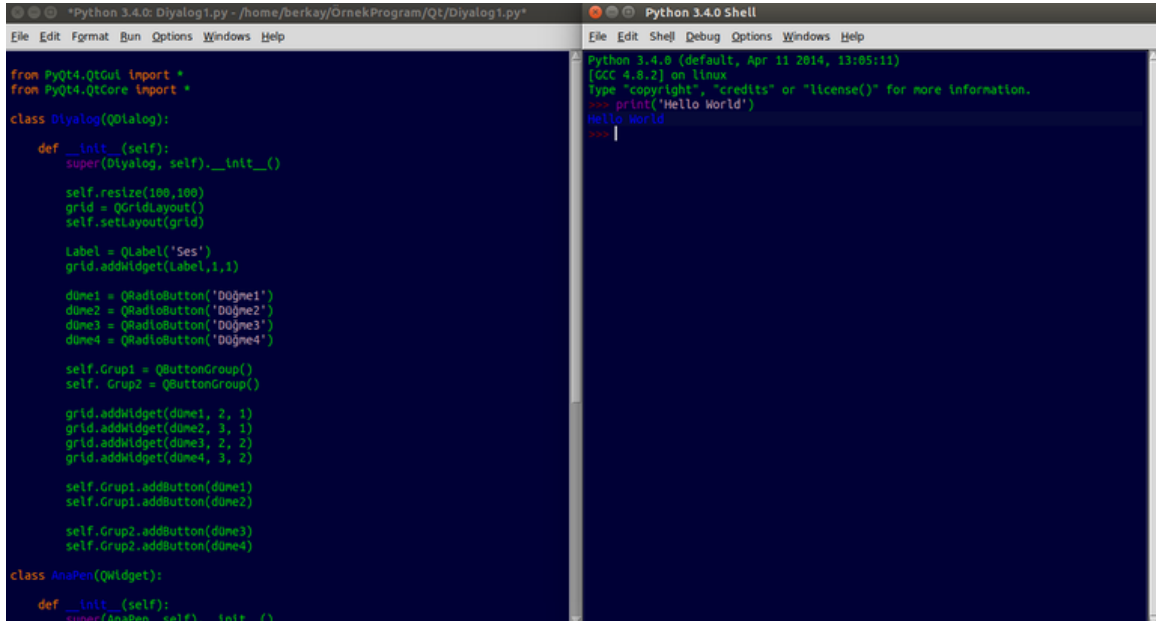 *Python 3.4.0: Diyalog1.py - /home/berkay/ÖrnekProgram/Qt/Diyalog1.py*
File Edit Format Run Options Windows Help
from PyQt4.QtGui import *
from PyQt4.QtCore import *
class Diyalog(QDialog):
def __init__(self):
super(Diyalog, self).__init__()
self.resize(100,100)
grid = QGridLayout()
self.setLayout(grid)
Label = QLabel('Ses')
grid.addWidget(Label,1,1)
düme1 = QRadioButton('Düğme1')
düme2 = QRadioButton('Düğme2')
düme3 = QRadioButton('Düğme3')
düme4 = QRadioButton('Düğme4')
self.Grup1 = QButtonGroup()
self. Grup2 = QButtonGroup()
grid.addWidget(düme1, 2, 1)
grid.addWidget(düme2, 3, 1)
grid.addWidget(düme3, 2, 2)
grid.addWidget(düme4, 3, 2)
self.Grup1.addButton(düme1)
self.Grup1.addButton(düme2)
self.Grup2.addButton(düme3)
self.Grup2.addButton(düme4)
class AnaPen(QWidget):
def __init__(self):
super(AnaPen, self).__init__()
Python 3.4.0 Shell
File Edit Shell Debug Options Windows Help
Python 3.4.0 (default, Apr 11 2014, 13:05:11)
[GCC 4.8.2] on linux
Type "copyright", "credits" or "license()" for more information.
>>> print('Hello World')
Hello World
>>>